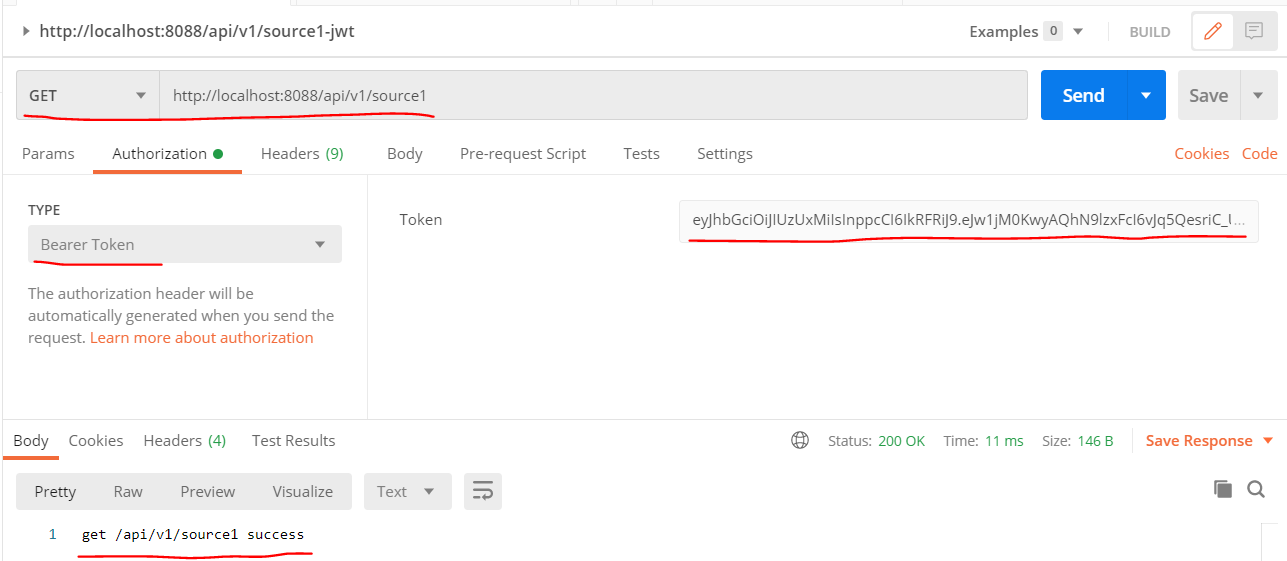 http://localhost:8088/api/v1/source1-jwt Examples 0 BUILD
GET http://localhost:8088/api/v1/source1 Send Save
Params Authorization Headers (9) Body Pre-request Script Tests Settings Cookies Code
TYPE
Bearer Token
The authorization header will be
automatically generated when you send the
request. Learn more about authorization
Token eyJhbGciOiJIUzUxMiIsInppcCI6IkRFRiJ9.eJw1jM0KwyAQhN9lzxFcI6vJq5QesriC_U...
Body Cookies Headers (4) Test Results Status: 200 OK Time: 11 ms Size: 146 B Save Response
Pretty Raw Preview Visualize Text
1 get /api/v1/source1 success